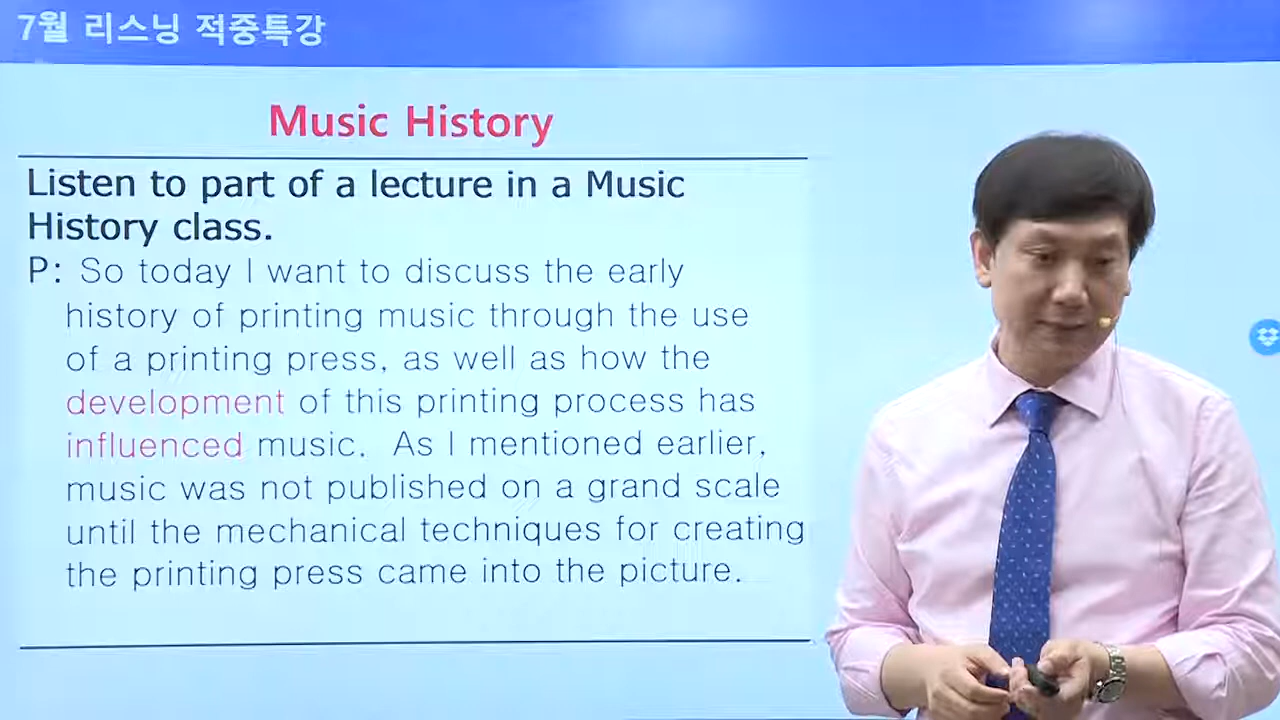 7월 리스닝 적중특강
Music History
Listen to part of a lecture in a Music
History class.
P: So today I want to discuss the early
history of printing music through the use
of a printing press, as well as how the
development of this printing process has
influenced music. As I mentioned earlier,
music was not published on a grand scale
until the mechanical techniques for creating
the printing press came into the picture.